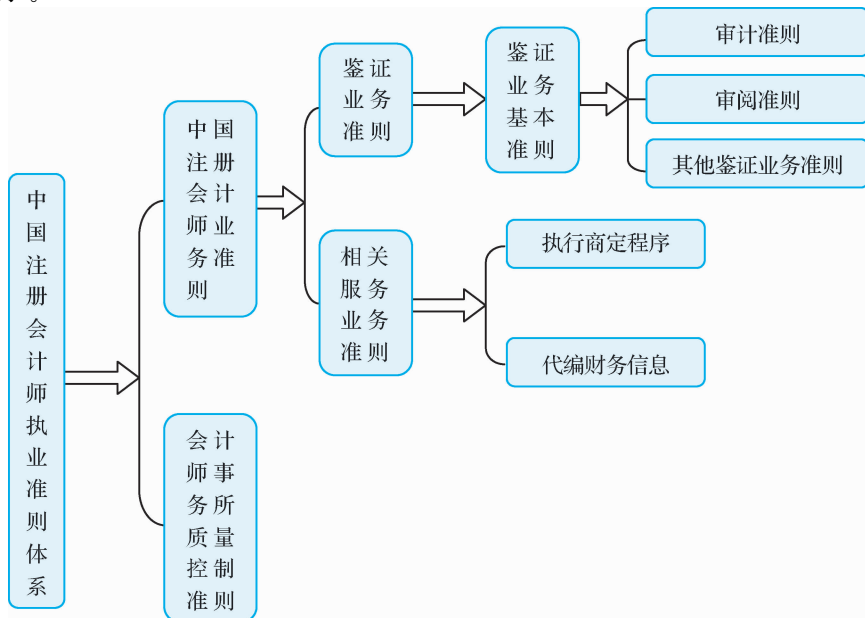 鉴证
业务
准则
鉴证
业务
基本
准则
审计准则
审阅准则
其他鉴证业务准则
中国
注册
会计
师业
务准
则
中
国
注
册
会
计
师
执
业
准
则
体
系
相关
服务
业务
准则
执行商定程序
代编财务信息
会计
师事
务所
质量
控制
准则